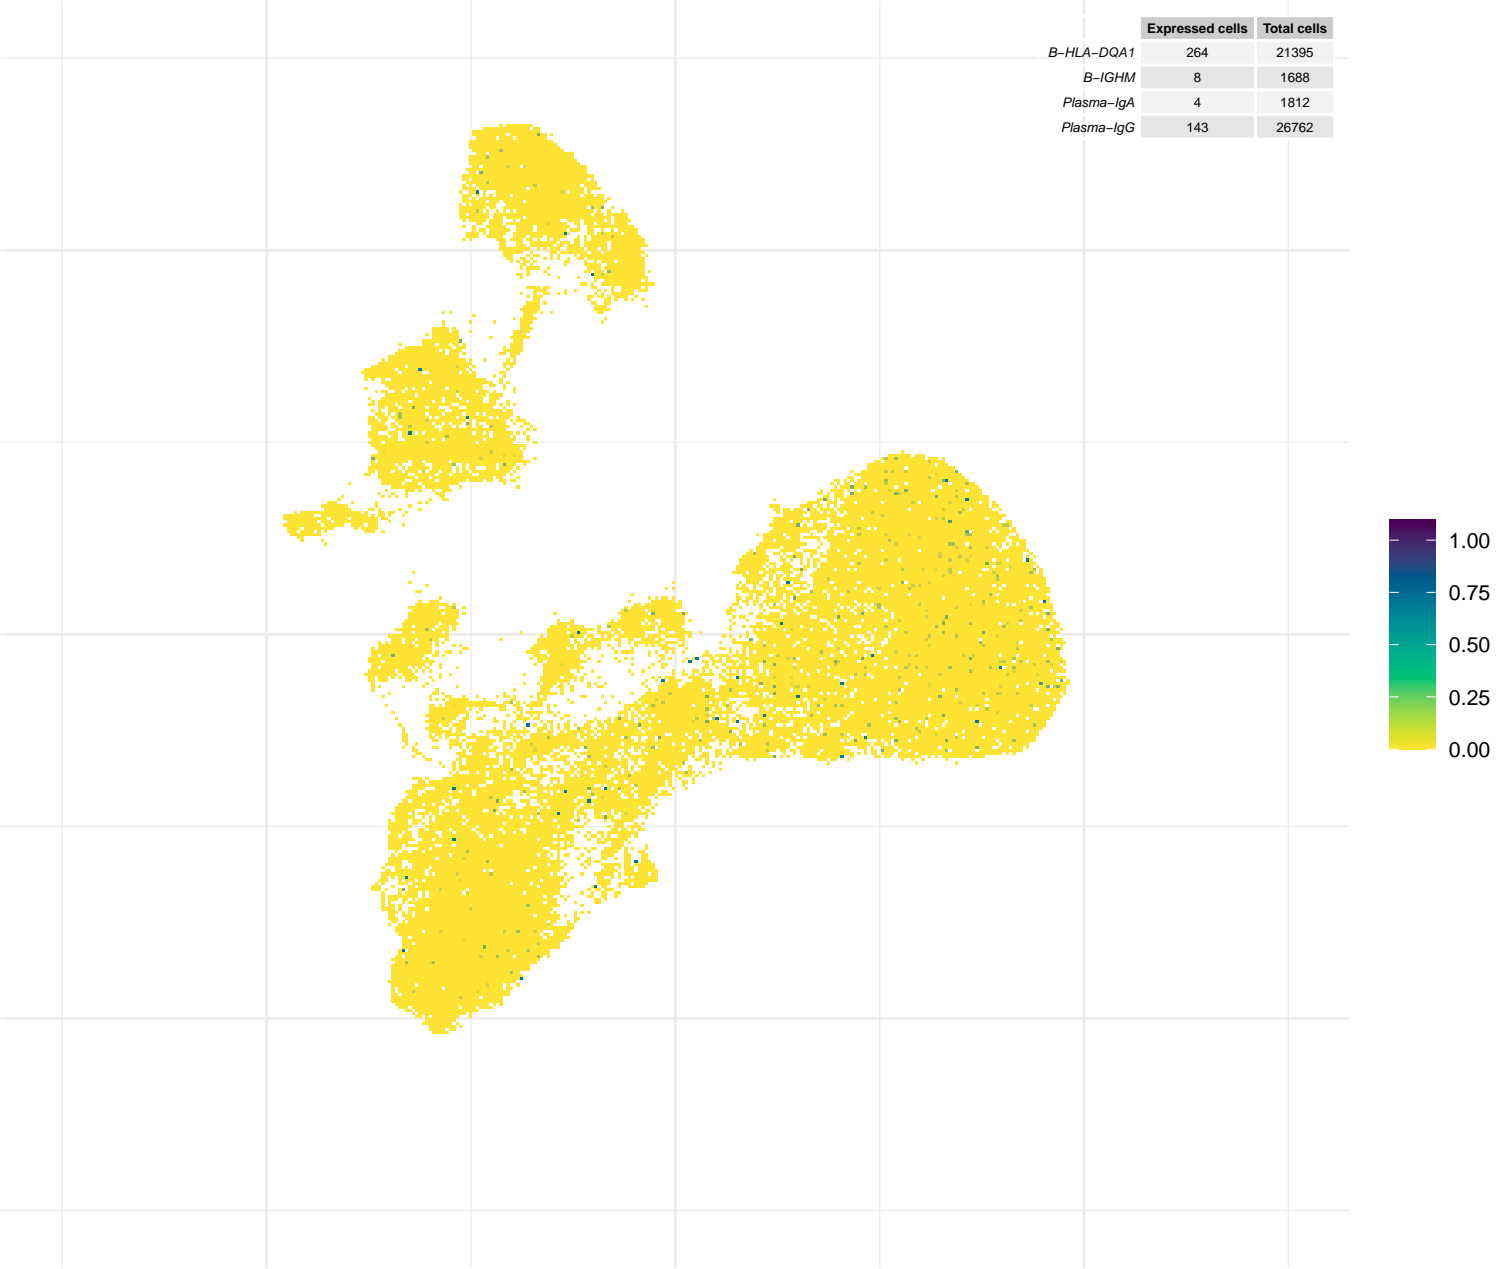 Expressed cells Total cells
B−HLA−DQA1 264 21395
B−IGHM 8 1688
Plasma−IgA 4 1812
Plasma−IgG 143 26762
1.00
0.75
0.50
0.25
0.00